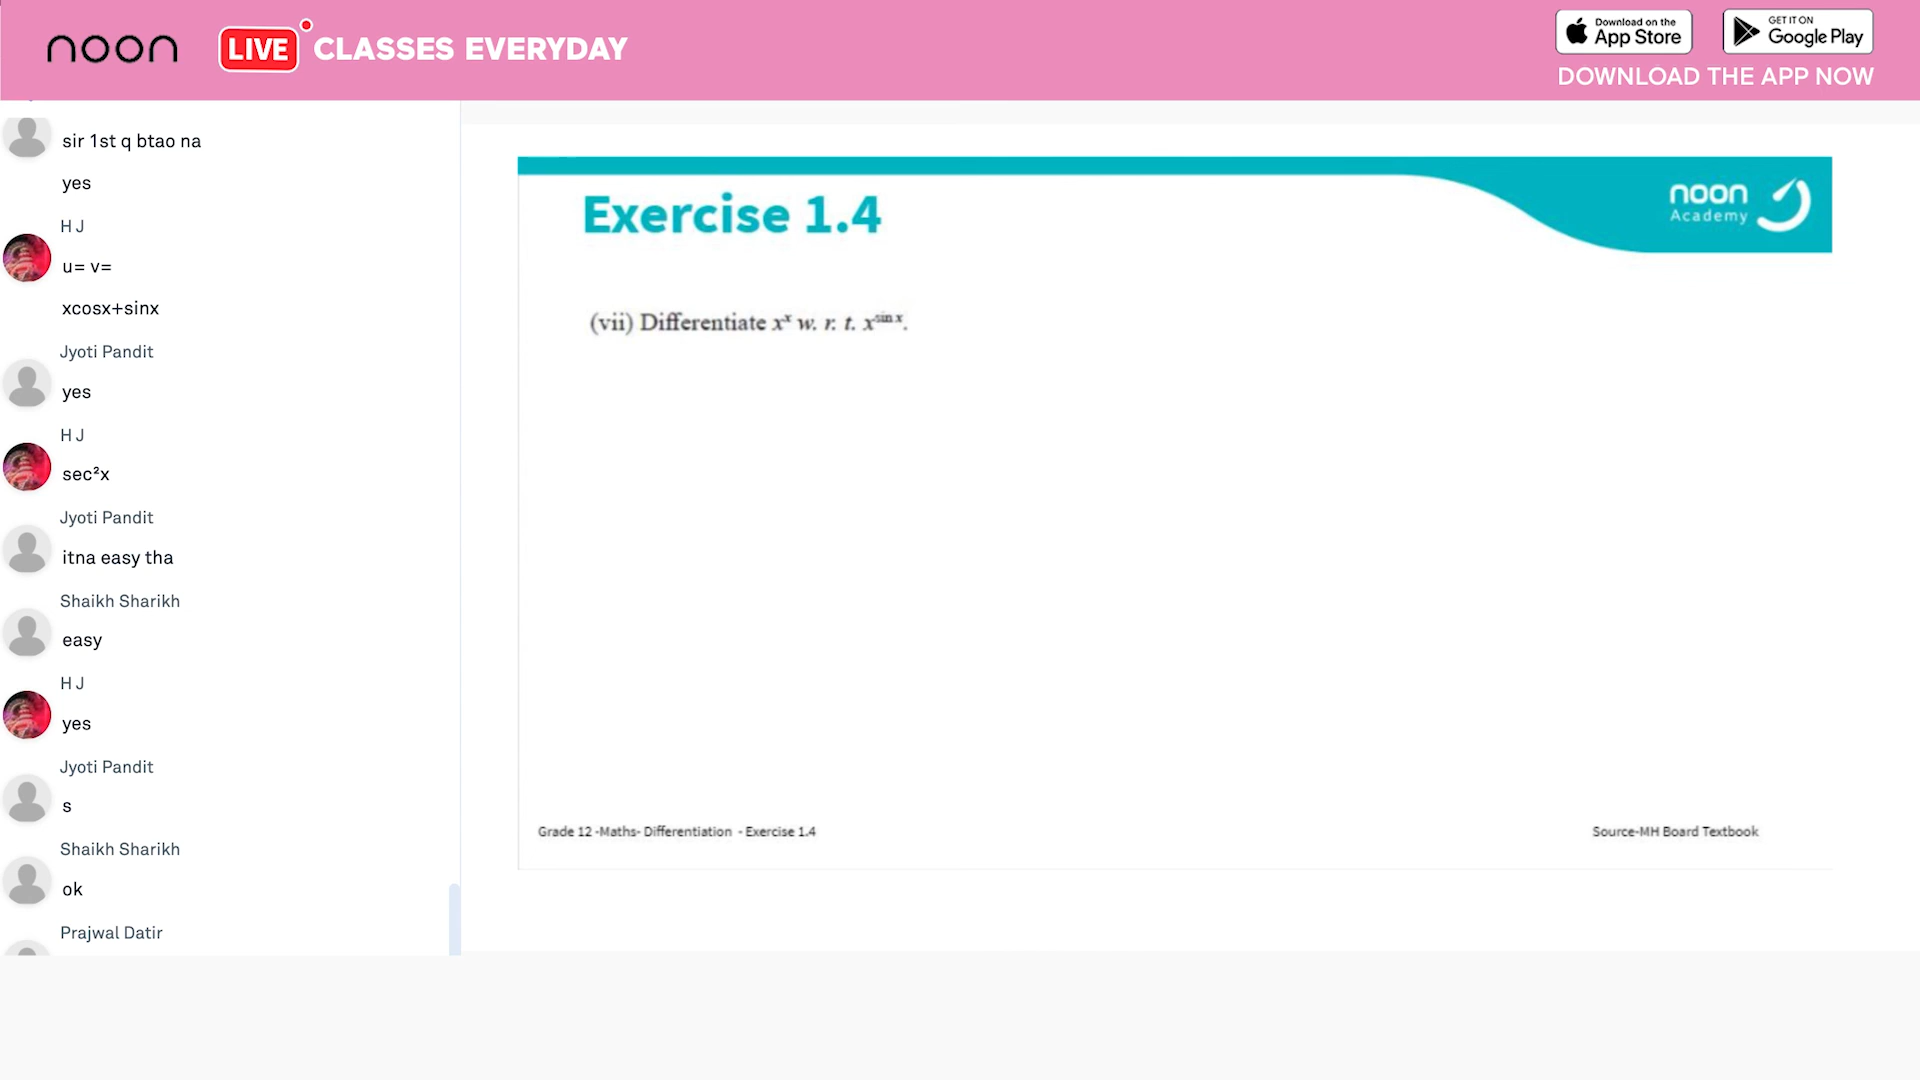 noon LIVE CLASSES EVERYDAY
Download on the App Store
GET IT ON Google Play
DOWNLOAD THE APP NOW
sir 1st q btao na
yes
H J
u= v=
xcosx+sinx
Jyoti Pandit
yes
H J
sec²x
Jyoti Pandit
itna easy tha
Shaikh Sharikh
easy
H J
yes
Jyoti Pandit
s
Shaikh Sharikh
ok
Prajwal Datir
Exercise 1.4
noon Academy
(vii) Differentiate xˣ w. r. t. x^sin x.
Grade 12 -Maths- Differentiation - Exercise 1.4
Source-MH Board Textbook